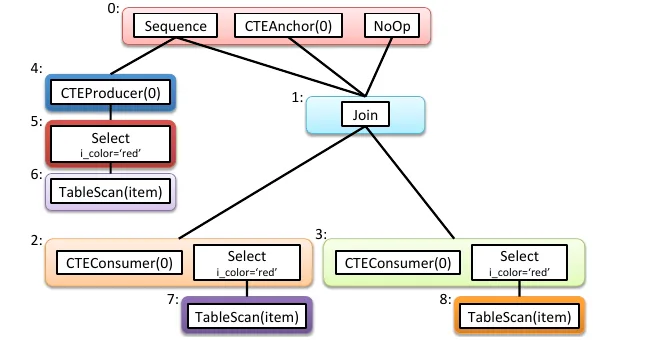 0:
Sequence
CTEAnchor(0)
NoOp
4:
CTEProducer(0)
1:
Join
5:
Select
i_color=‘red’
6:
TableScan(item)
2:
CTEConsumer(0)
Select
i_color=‘red’
3:
CTEConsumer(0)
Select
i_color=‘red’
7:
TableScan(item)
8:
TableScan(item)